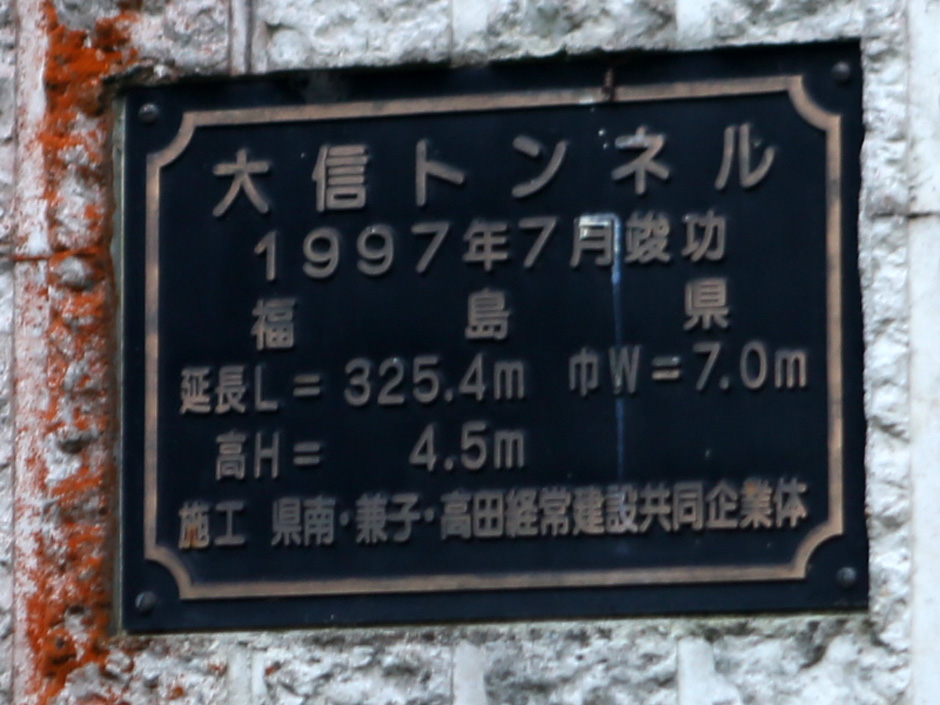 大信トンネル
1997年7月竣功
福島県
延長L=325.4m 巾W=7.0m
高H= 4.5m
施工 県南・兼子・高田経常建設共同企業体